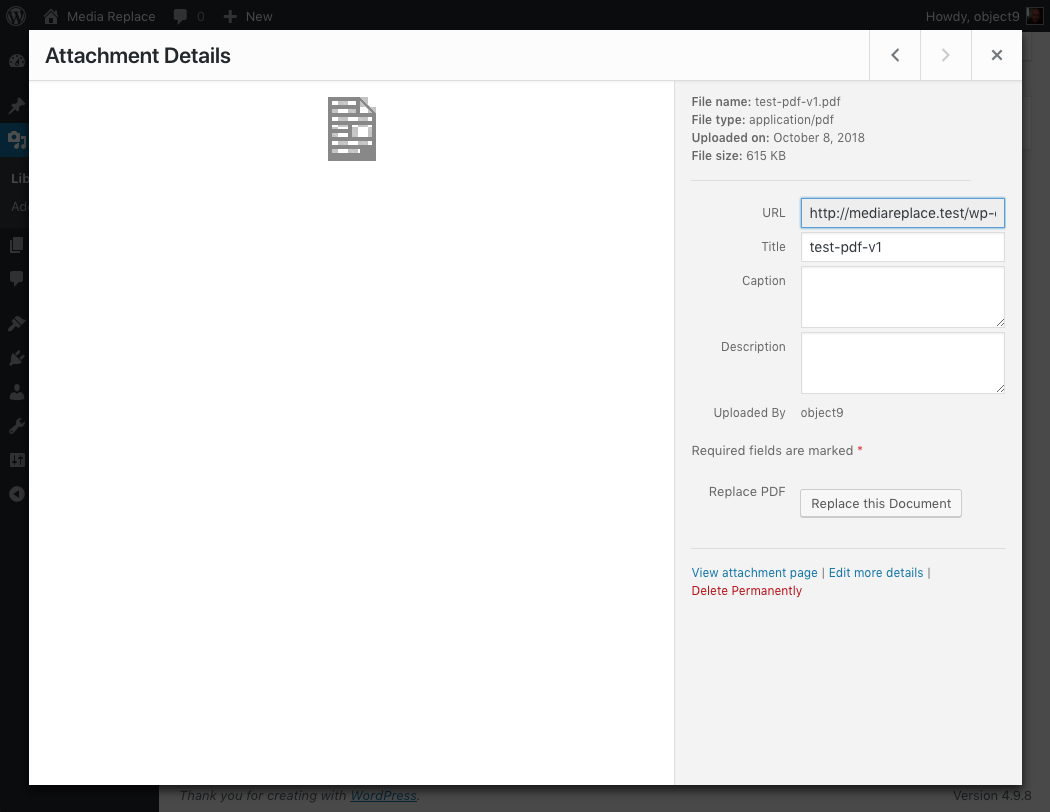 Media Replace 0 New Howdy, object9
Attachment Details
File name: test-pdf-v1.pdf
File type: application/pdf
Uploaded on: October 8, 2018
File size: 615 KB
URL http://mediareplace.test/wp-
Title test-pdf-v1
Caption
Description
Uploaded By object9
Required fields are marked *
Replace PDF Replace this Document
View attachment page | Edit more details |
Delete Permanently
Lib
Ad
Thank you for creating with WordPress. Version 4.9.8